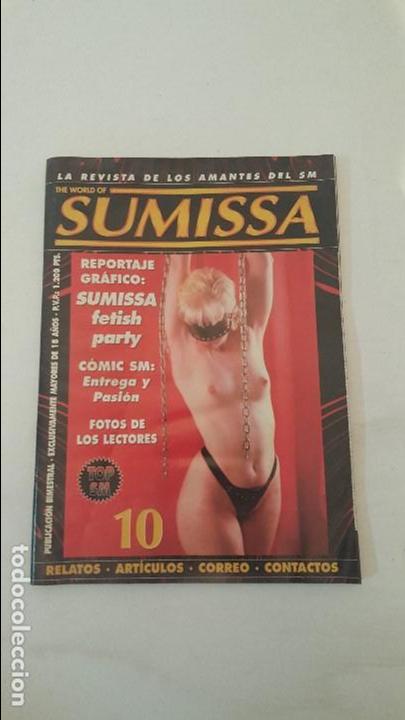 LA REVISTA DE LOS AMANTES DEL SM
THE WORLD OF
SUMISSA
REPORTAJE
GRÁFICO:
SUMISSA
fetish
party
CÓMIC SM:
Entrega y
Pasión
FOTOS DE
LOS LECTORES
TOP
SM
10
PUBLICACIÓN BIMESTRAL · EXCLUSIVAMENTE MAYORES DE 18 AÑOS · P.V.P.: 1.200 PTS.
RELATOS · ARTÍCULOS · CORREO · CONTACTOS
todocoleccion
todocoleccion.net